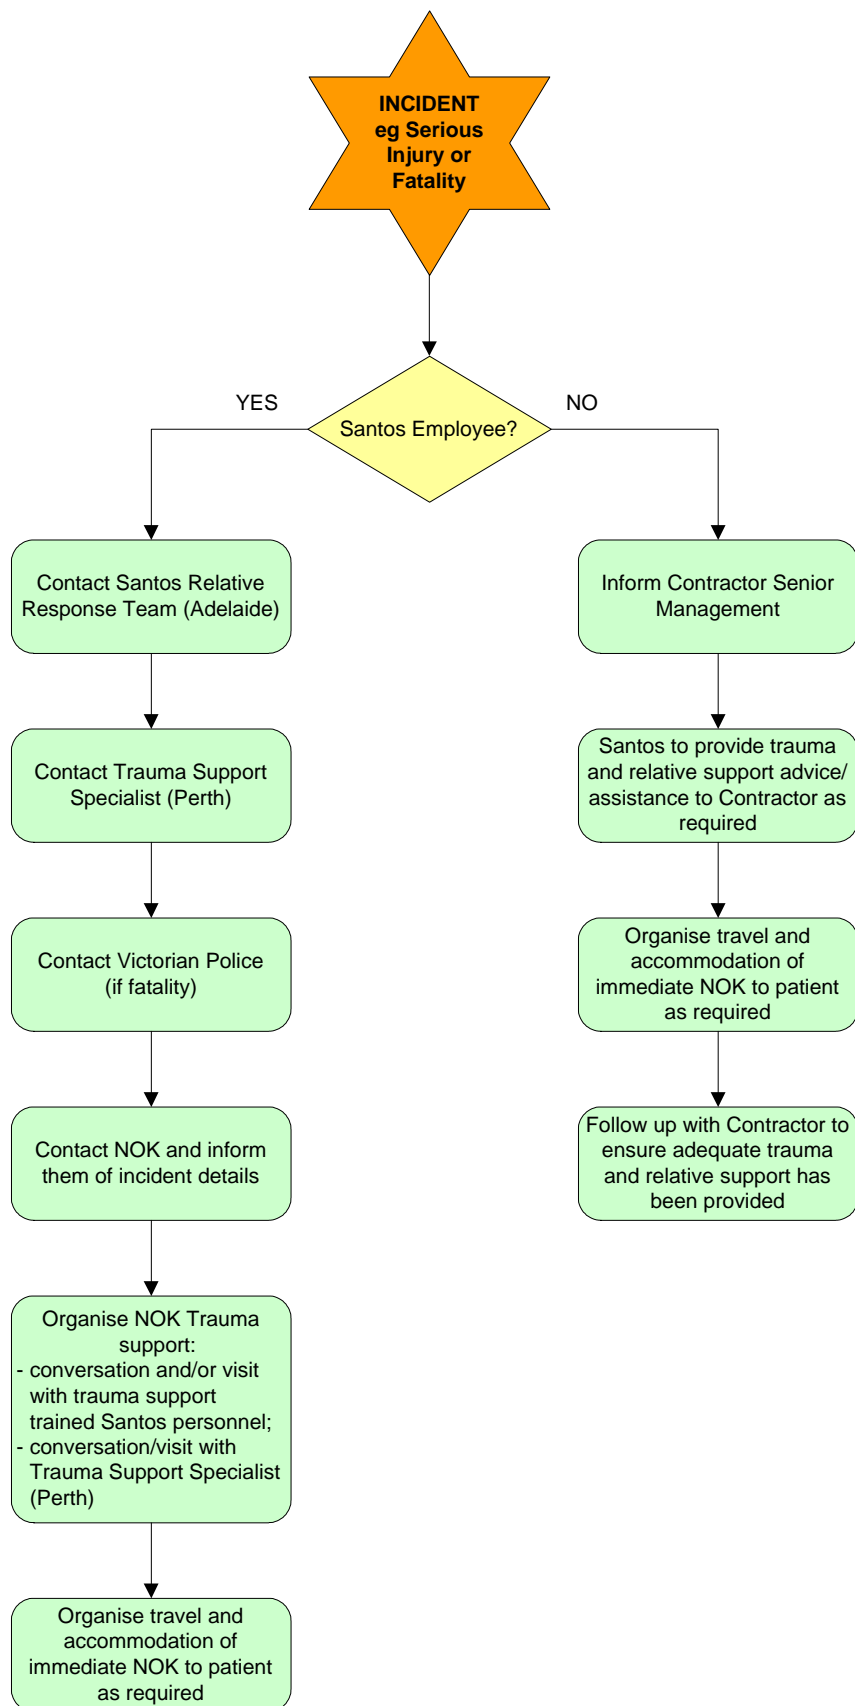 INCIDENT
eg Serious
Injury or
Fatality
YES
NO
Santos Employee?
Contact Santos Relative
Response Team (Adelaide)
Contact Trauma Support
Specialist (Perth)
Contact Victorian Police
(if fatality)
Contact NOK and inform
them of incident details
Organise NOK Trauma
support:
- conversation and/or visit
with trauma support
trained Santos personnel;
- conversation/visit with
Trauma Support Specialist
(Perth)
Organise travel and
accommodation of
immediate NOK to patient
as required
Inform Contractor Senior
Management
Santos to provide trauma
and relative support advice/
assistance to Contractor as
required
Organise travel and
accommodation of
immediate NOK to patient
as required
Follow up with Contractor to
ensure adequate trauma
and relative support has
been provided